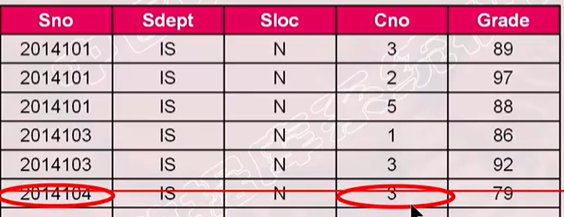 Sno Sdept Sloc Cno Grade
2014101 IS N 3 89
2014101 IS N 2 97
2014101 IS N 5 88
2014103 IS N 1 86
2014103 IS N 3 92
2014104 IS N 3 79